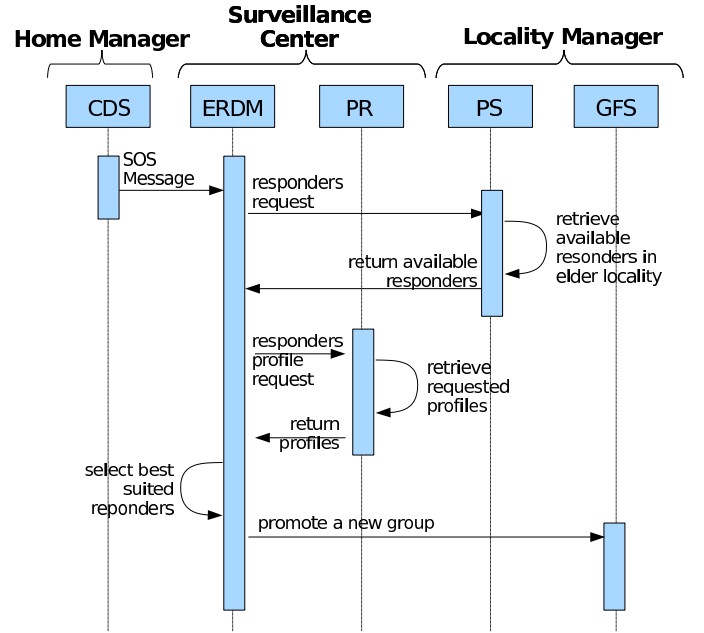 Surveillance
Center
Home Manager
Locality Manager
CDS
ERDM
PR
PS
GFS
SOS
Message
responders
request
retrieve
available
resonders in
elder locality
return available
responders
responders
profile
request
retrieve
requested
profiles
return
profiles
select best
suited
reponders
promote a new group